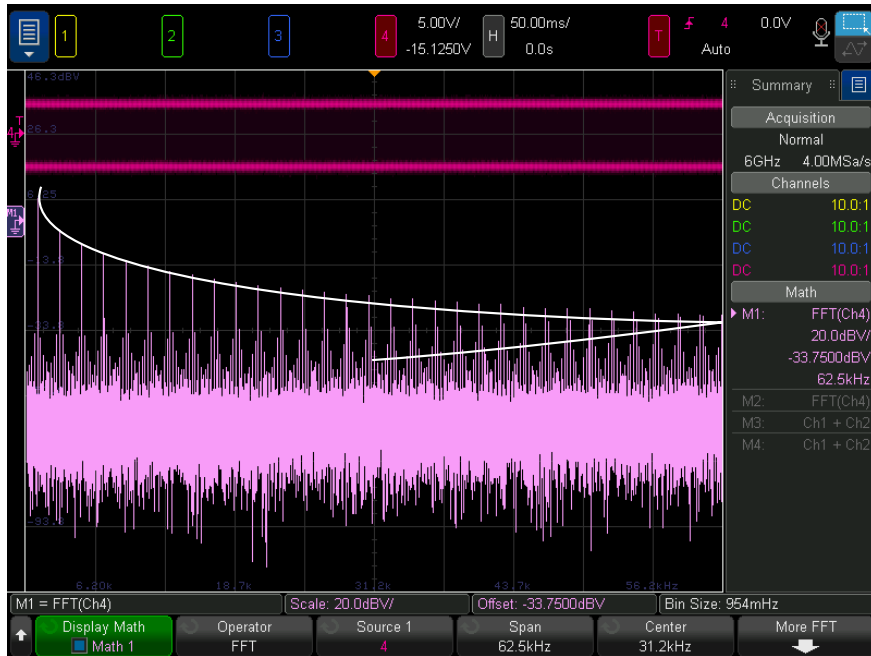 1 2 3 4 5.00V/ H 50.00ms/ T 4 0.0V
-15.1250V 0.0s Auto
46.3dBV
Summary
Acquisition
Normal
6GHz 4.00MSa/s
Channels
DC 10.0:1
DC 10.0:1
DC 10.0:1
DC 10.0:1
Math
M1: FFT(Ch4)
20.0dBV/
-33.7500dBV
62.5kHz
M2: FFT(Ch4)
M3: Ch1 + Ch2
M4: Ch1 + Ch2
T
4 26.3
6.25
M1
-13.8
-33.8
-93.8
6.20k 18.7k 31.2k 43.7k 56.2kHz
M1 = FFT(Ch4) Scale: 20.0dBV/ Offset: -33.7500dBV Bin Size: 954mHz
Display Math Operator Source 1 Span Center More FFT
Math 1 FFT 4 62.5kHz 31.2kHz